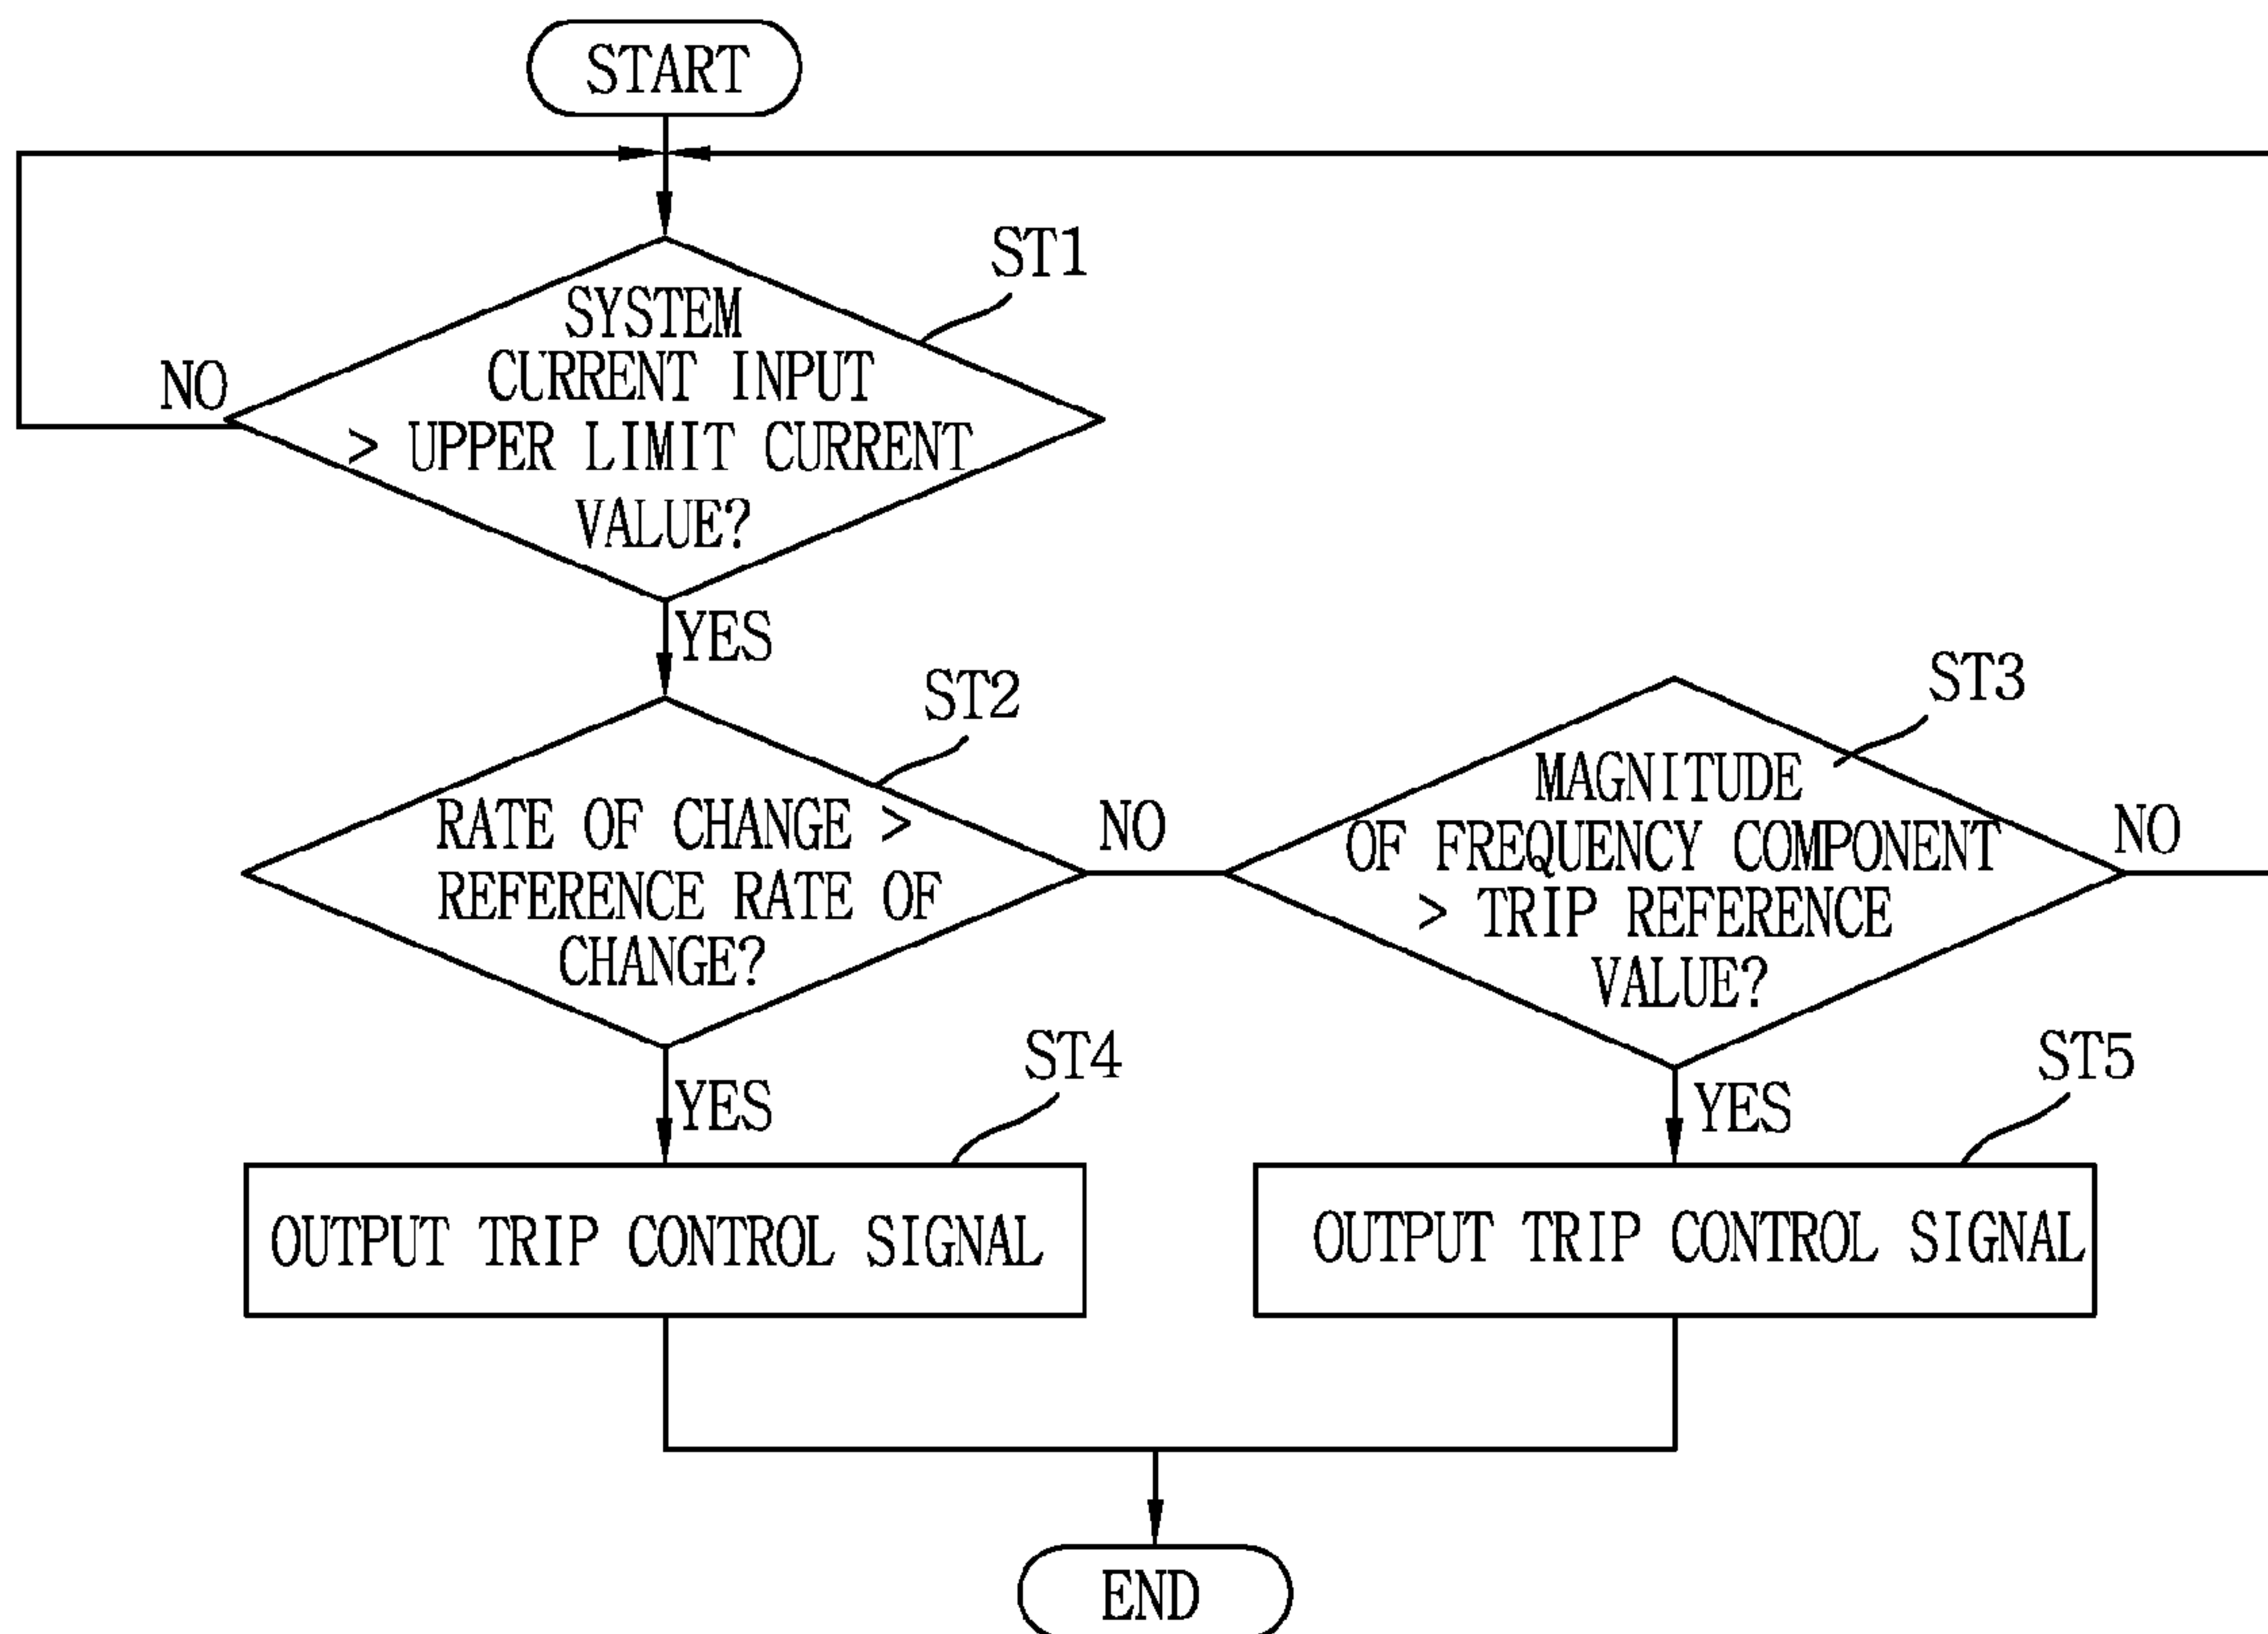 START
ST1
SYSTEM
CURRENT INPUT
> UPPER LIMIT CURRENT
VALUE?
NO
YES
ST2
RATE OF CHANGE >
REFERENCE RATE OF
CHANGE?
NO
ST3
MAGNITUDE
OF FREQUENCY COMPONENT
> TRIP REFERENCE
VALUE?
NO
YES
ST4
OUTPUT TRIP CONTROL SIGNAL
YES
ST5
OUTPUT TRIP CONTROL SIGNAL
END